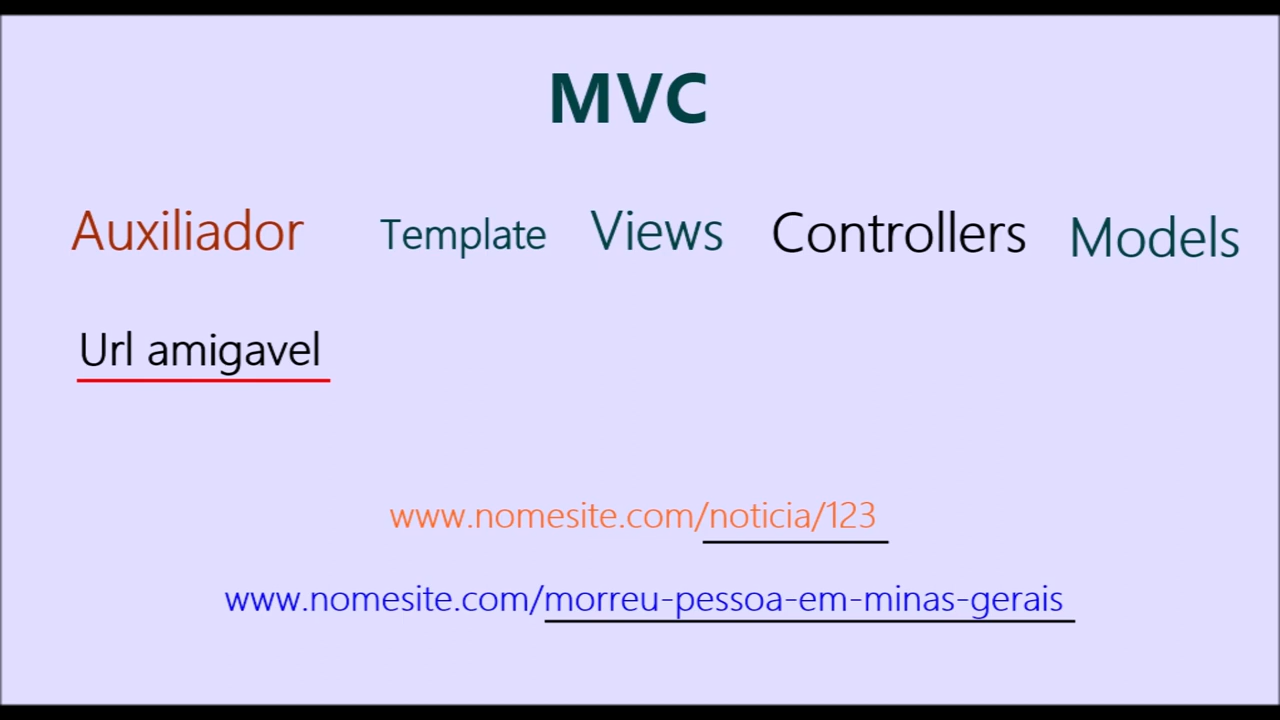 MVC
Auxiliador Template Views Controllers Models
Url amigavel
www.nomesite.com/noticia/123
www.nomesite.com/morreu-pessoa-em-minas-gerais